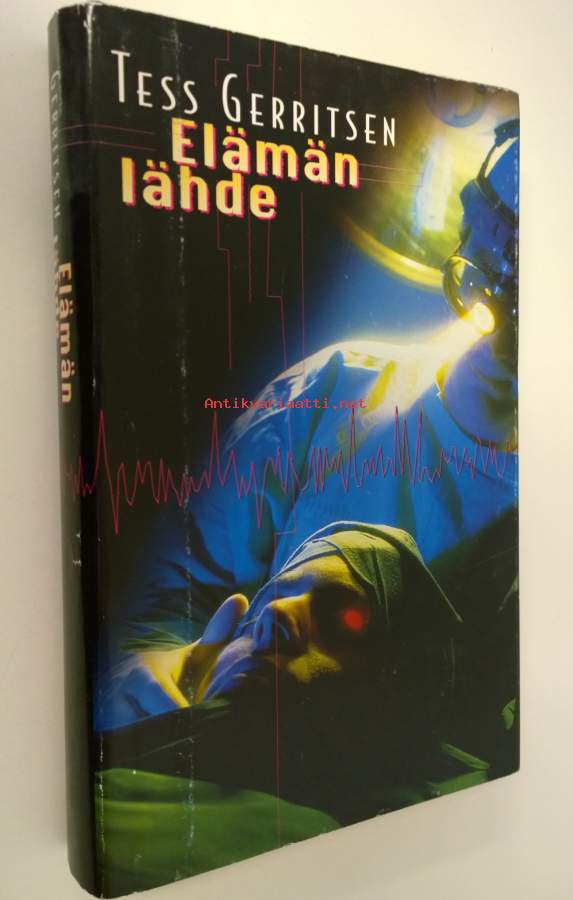 TESS GERRITSEN
Elämän
lähde
Antikvariaatti.net
GERRITSEN
Elämän